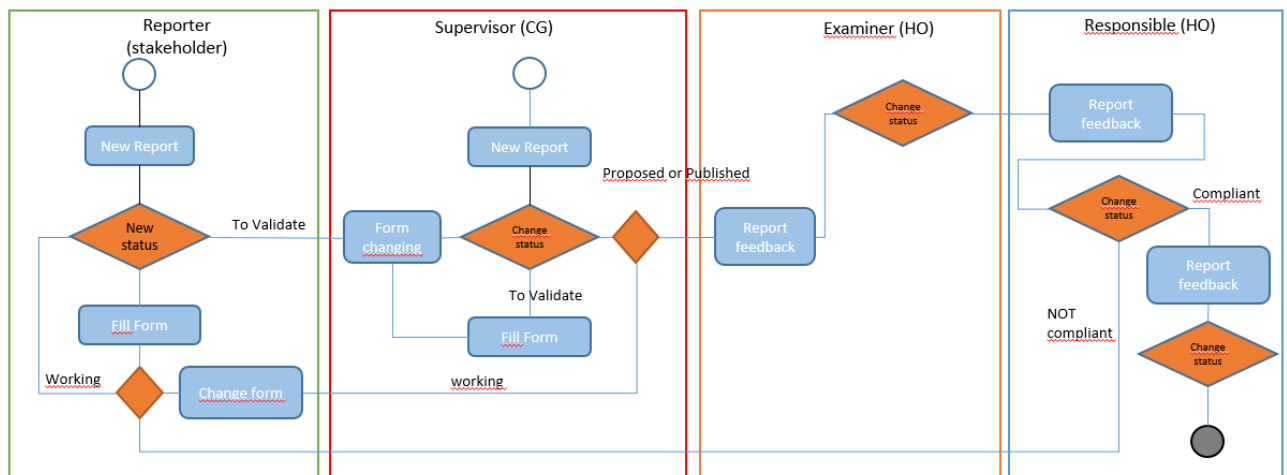 Reporter
(stakeholder)
New Report
New
status
To Validate
Fill Form
Working
Change form
Supervisor (CG)
New Report
Form
changing
Change
status
To Validate
Fill Form
working
Proposed or Published
Examiner (HO)
Report
feedback
Change
status
Responsible (HO)
Report
feedback
Change
status
Compliant
Report
feedback
NOT
compliant
Change
status